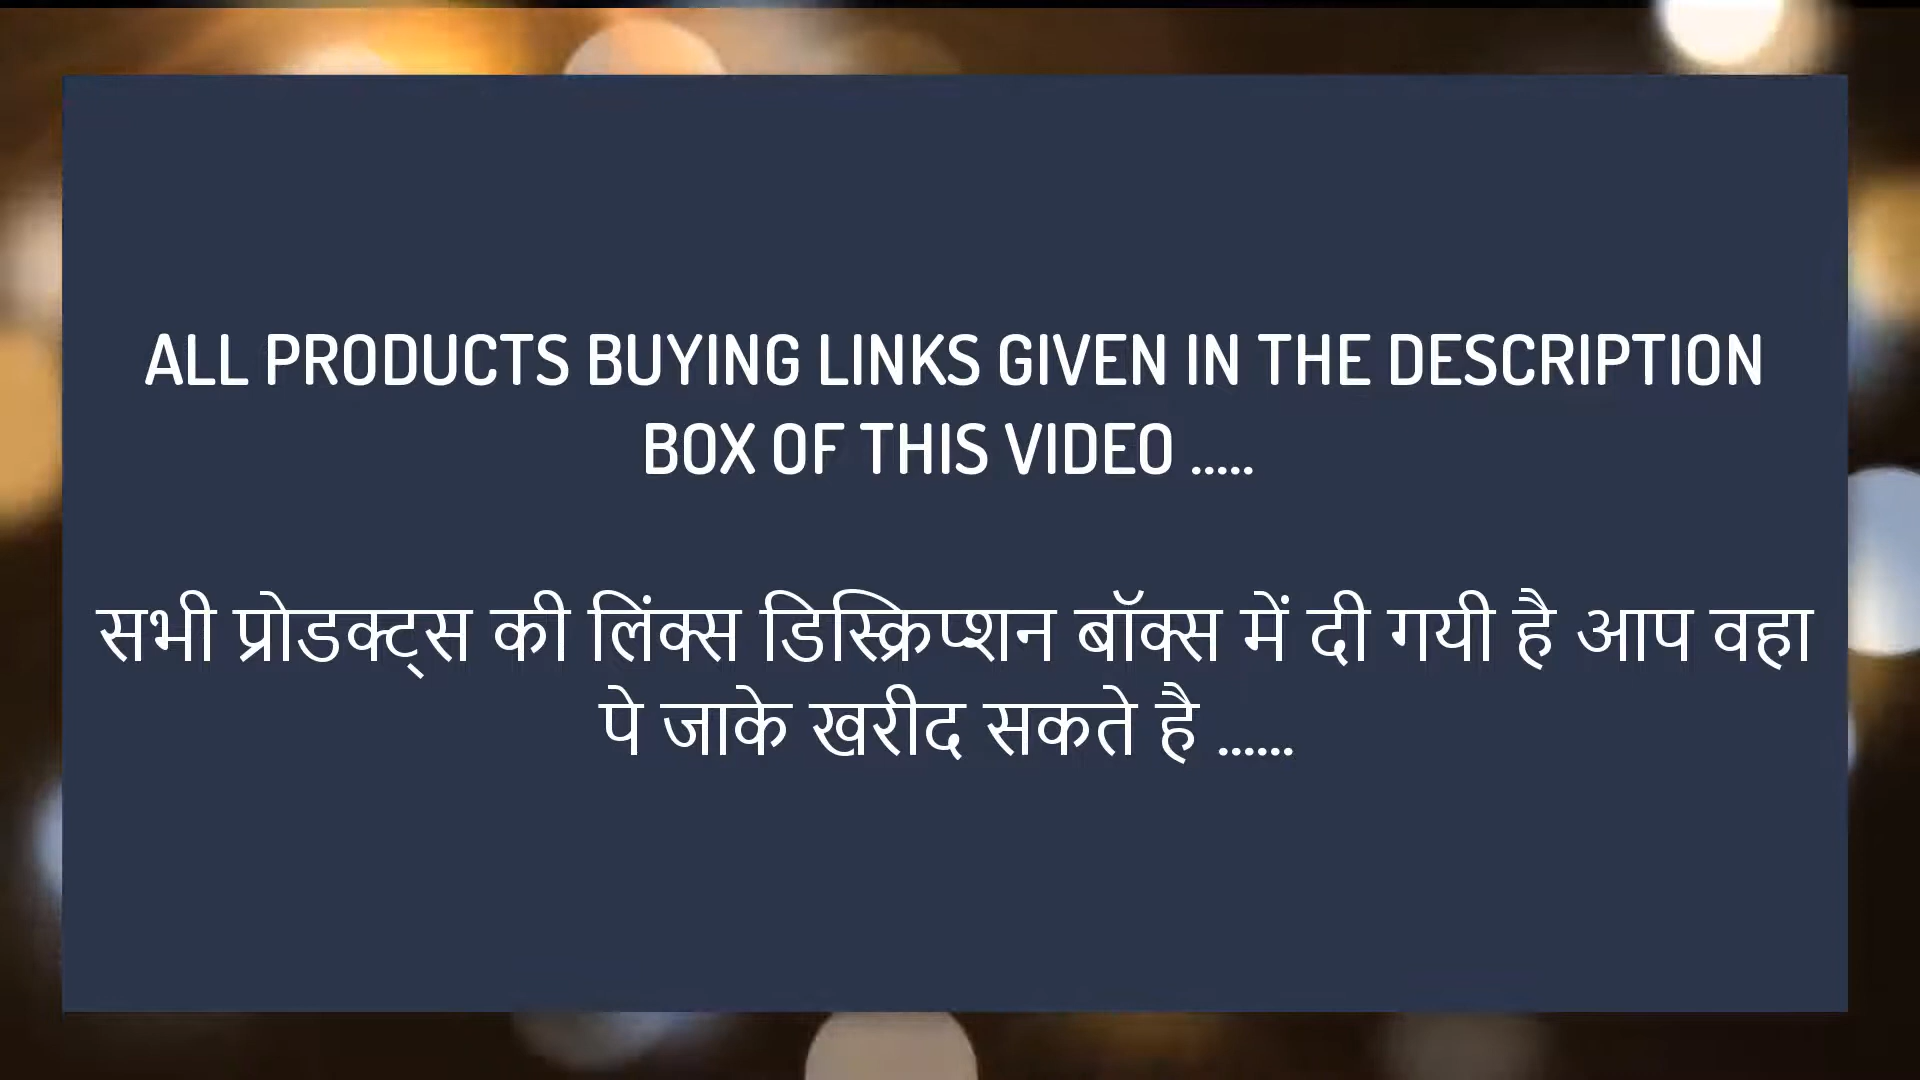 ALL PRODUCTS BUYING LINKS GIVEN IN THE DESCRIPTION
BOX OF THIS VIDEO .....
सभी प्रोडक्ट्स की लिंक्स डिस्क्रिप्शन बॉक्स में दी गयी है आप वहा
पे जाके खरीद सकते है ......